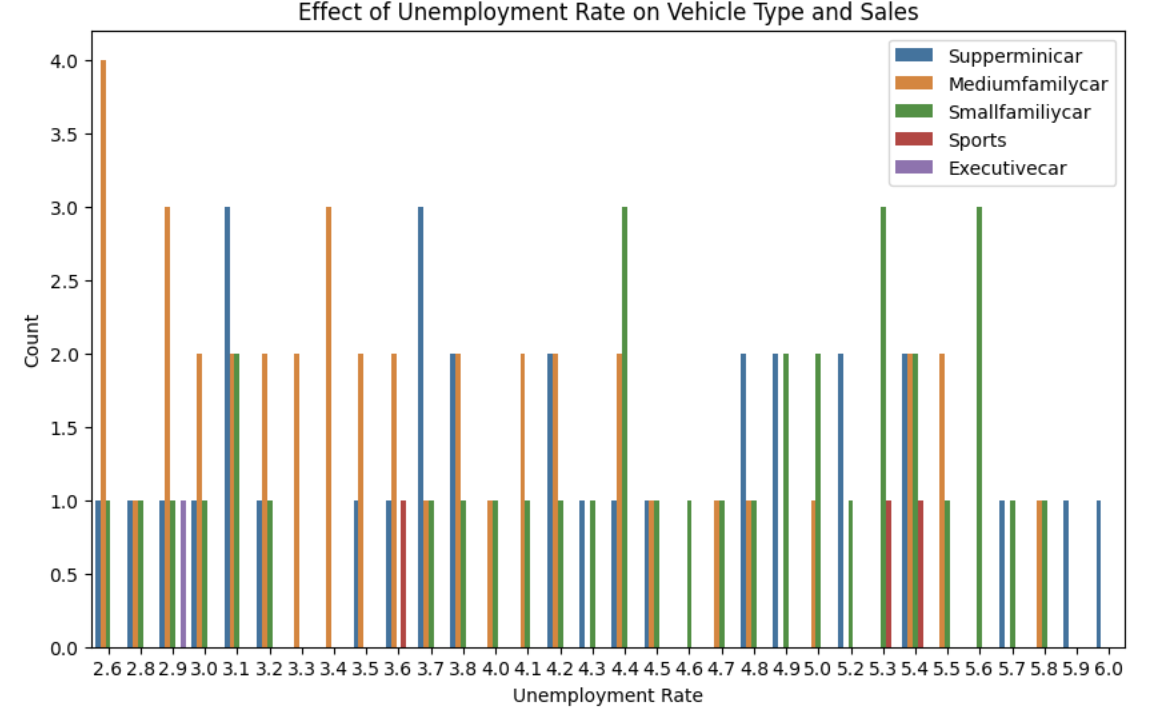 Effect of Unemployment Rate on Vehicle Type and Sales
4.0
3.5
3.0
2.5
2.0
1.5
1.0
0.5
0.0
Count
Supperminicar
Mediumfamilycar
Smallfamiliycar
Sports
Executivecar
2.6 2.8 2.9 3.0 3.1 3.2 3.3 3.4 3.5 3.6 3.7 3.8 4.0 4.1 4.2 4.3 4.4 4.5 4.6 4.7 4.8 4.9 5.0 5.2 5.3 5.4 5.5 5.6 5.7 5.8 5.9 6.0
Unemployment Rate